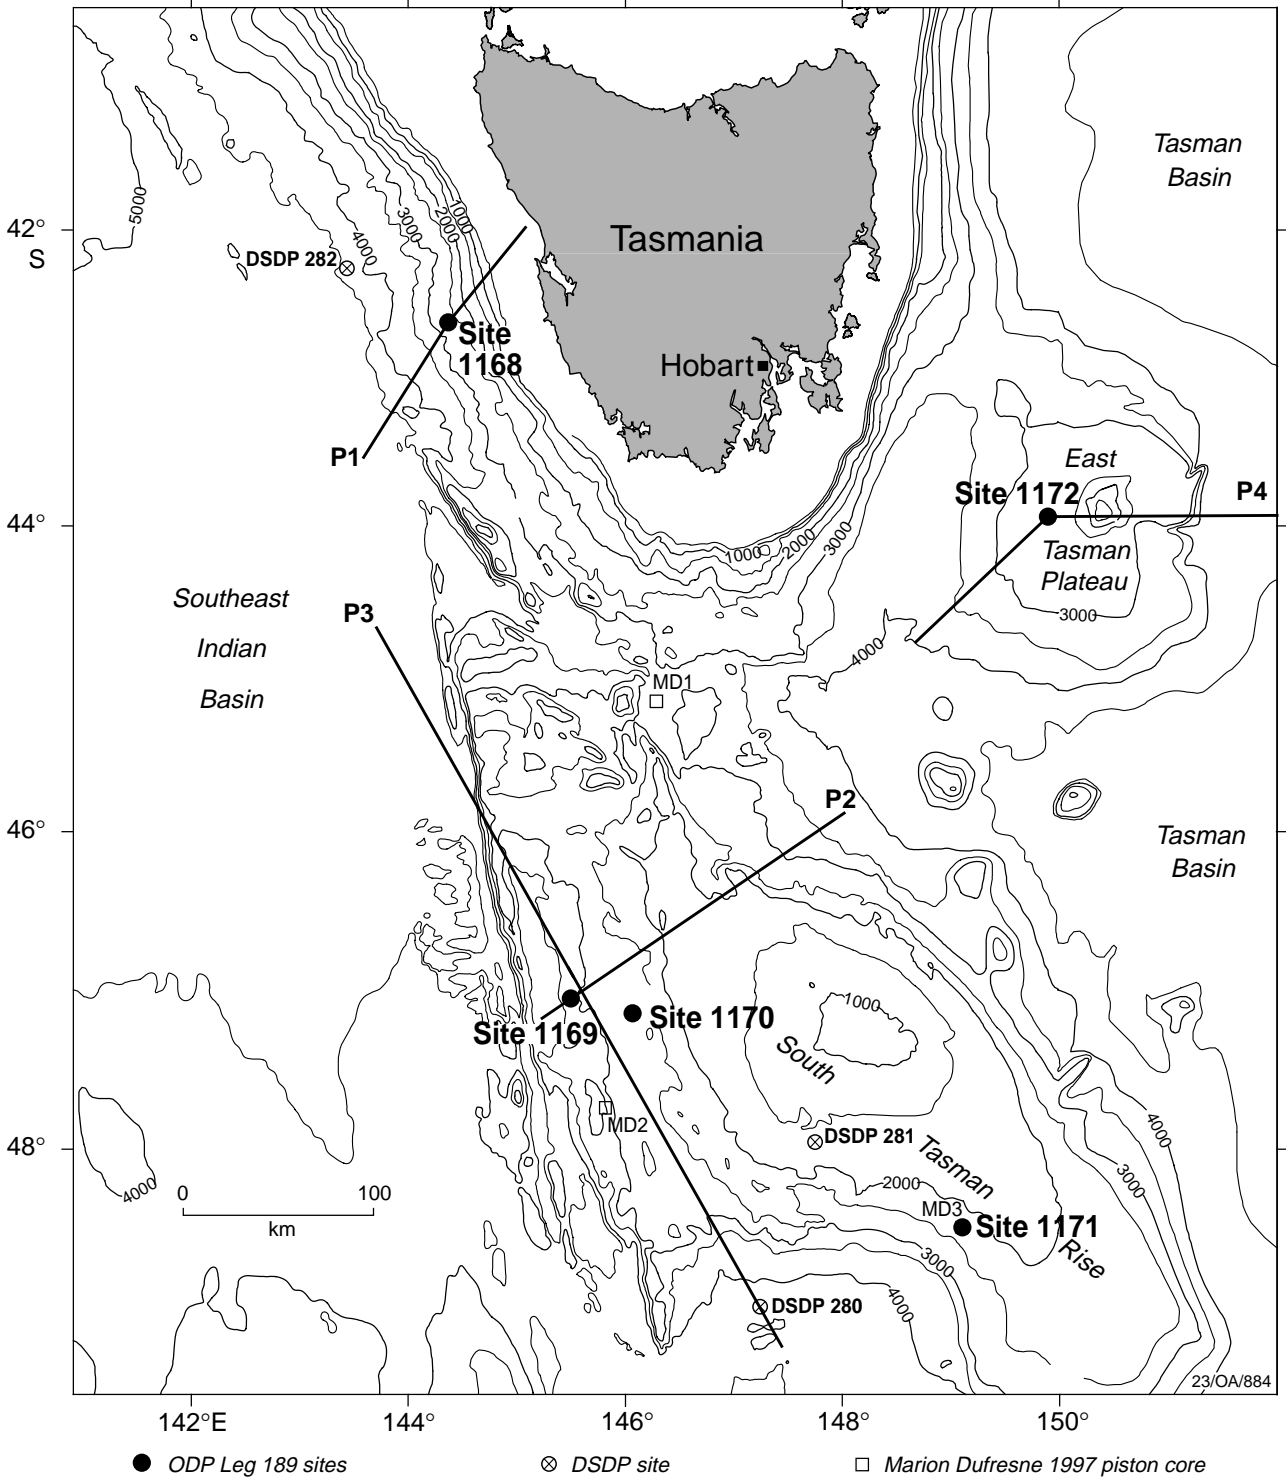 Tasman
Basin
5000
3000
2000
1000
4000
42°
S
Tasmania
DSDP 282
Site
1168
Hobart
P1
East
Site 1172
P4
44°
1000
2000
3000
Tasman
Plateau
3000
Southeast
Indian
Basin
P3
4000
MD1
P2
46°
Tasman
Basin
1000
Site 1169
Site 1170
South
MD2
DSDP 281
Tasman
4000
3000
48°
4000
0 100
km
2000
MD3
Site 1171
Rise
3000
4000
DSDP 280
23/OA/884
142°E 144° 146° 148° 150°
ODP Leg 189 sites DSDP site Marion Dufresne 1997 piston core